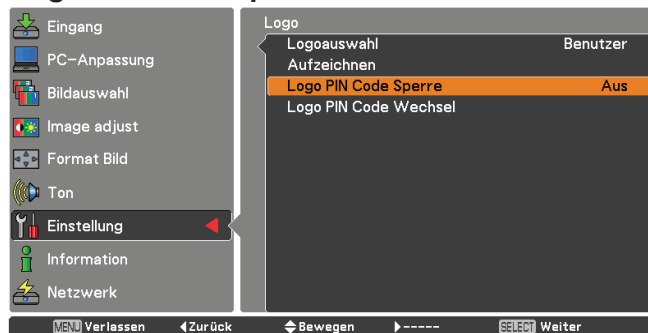 Eingang
PC-Anpassung
Bildauswahl
Image adjust
Format Bild
Ton
Einstellung
Information
Netzwerk
Logo
Logoauswahl Benutzer
Aufzeichnen
Logo PIN Code Sperre Aus
Logo PIN Code Wechsel
MENU Verlassen Zurück Bewegen ----- SELECT Weiter